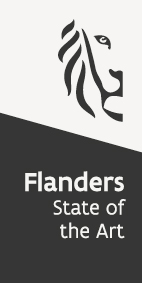 Flanders
State of
the Art